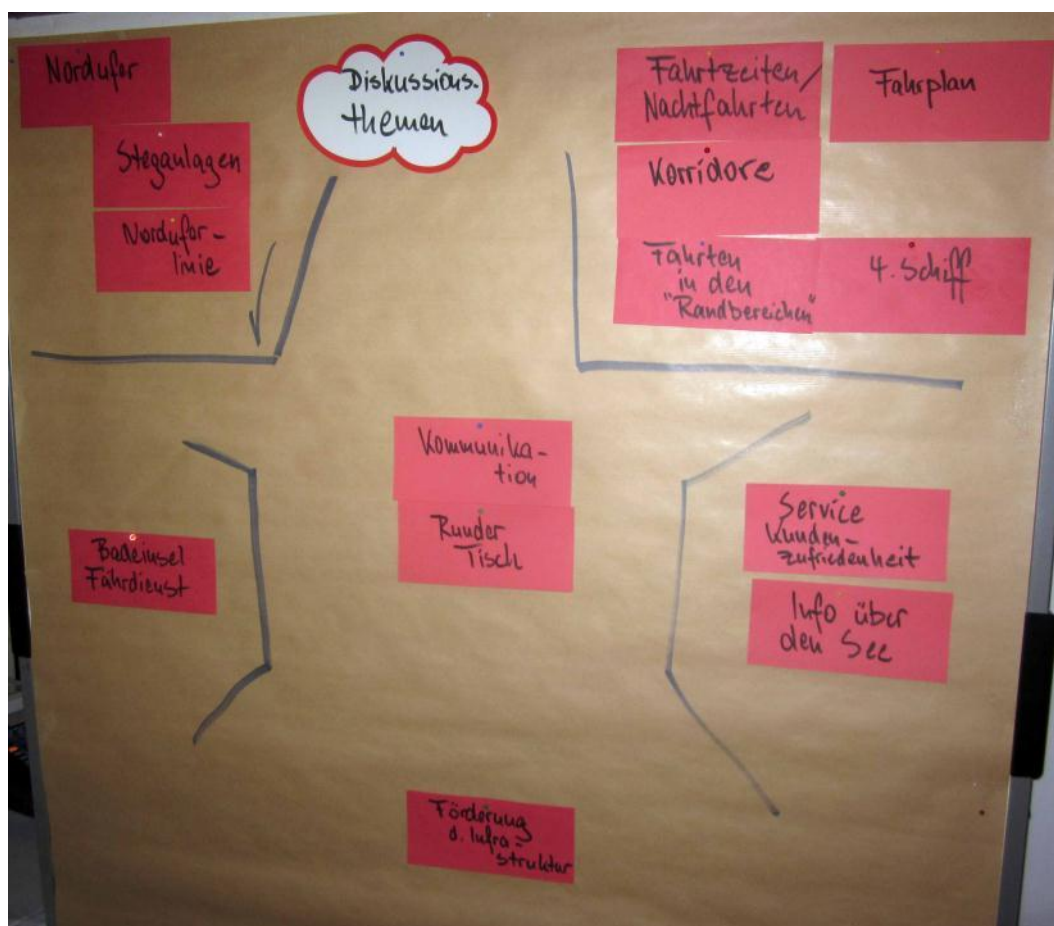 Diskussions-
themen
Nordufer
Steganlagen
Nordufer-
linie
Fahrtzeiten/
Nachtfahrten
Fahrplan
Korridore
Fahrten
in den
"Randbereichen"
4. Schiff
Kommunika-
tion
Runder
Tisch
Badeinsel
Fährdienst
Service
Kunden-
zufriedenheit
Info über
den See
Förderung
d. Infra-
struktur